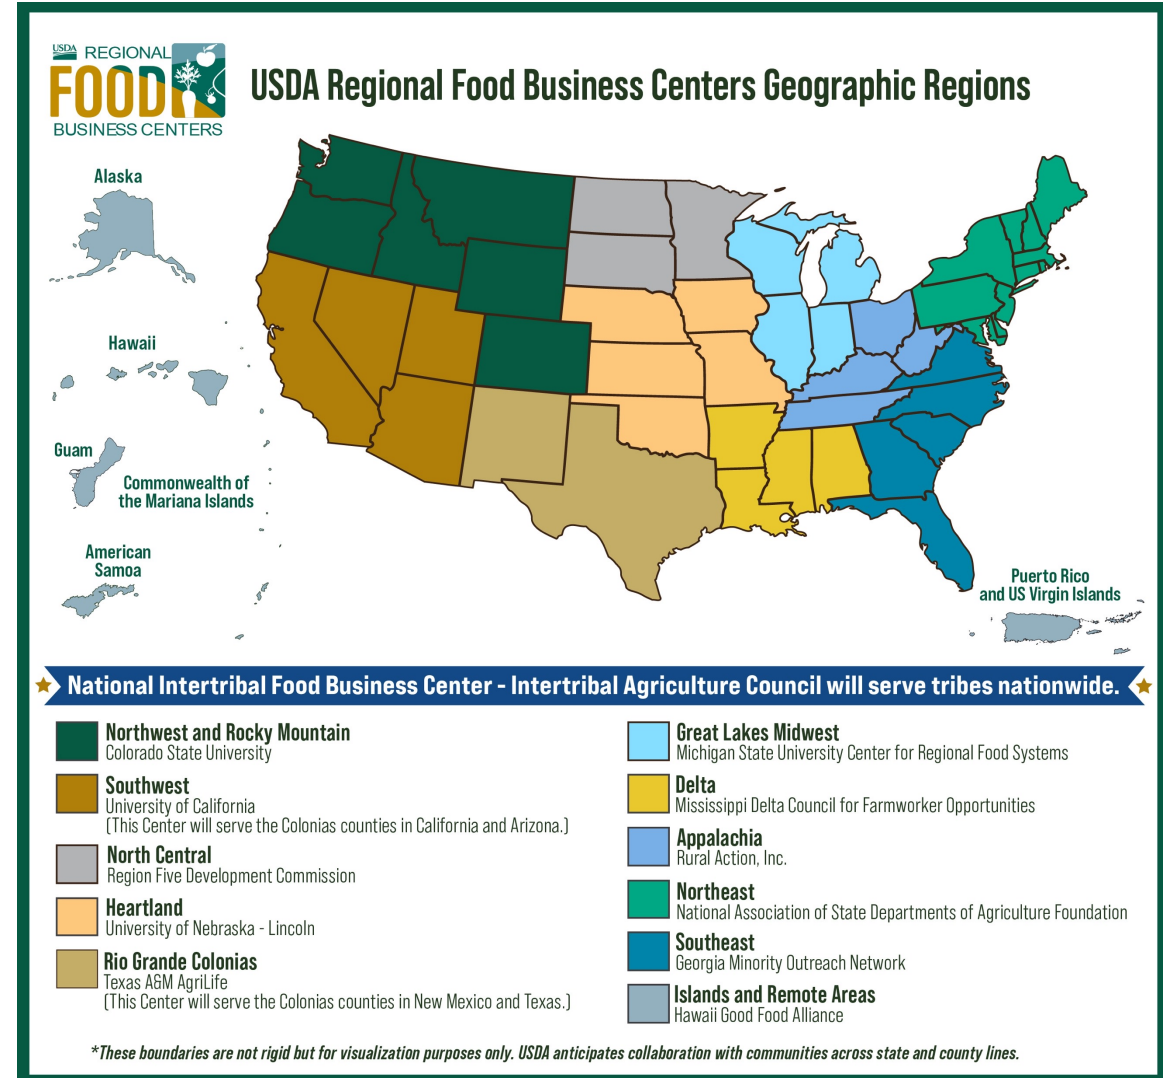 USDA REGIONAL
FOOD
BUSINESS CENTERS
USDA Regional Food Business Centers Geographic Regions
Alaska
Hawaii
Guam
Commonwealth of
the Mariana Islands
American
Samoa
Puerto Rico
and US Virgin Islands
National Intertribal Food Business Center - Intertribal Agriculture Council will serve tribes nationwide.
Northwest and Rocky Mountain
Colorado State University
Southwest
University of California
(This Center will serve the Colonias counties in California and Arizona.)
North Central
Region Five Development Commission
Heartland
University of Nebraska - Lincoln
Rio Grande Colonias
Texas A&M AgriLife
(This Center will serve the Colonias counties in New Mexico and Texas.)
Great Lakes Midwest
Michigan State University Center for Regional Food Systems
Delta
Mississippi Delta Council for Farmworker Opportunities
Appalachia
Rural Action, Inc.
Northeast
National Association of State Departments of Agriculture Foundation
Southeast
Georgia Minority Outreach Network
Islands and Remote Areas
Hawaii Good Food Alliance
*These boundaries are not rigid but for visualization purposes only. USDA anticipates collaboration with communities across state and county lines.